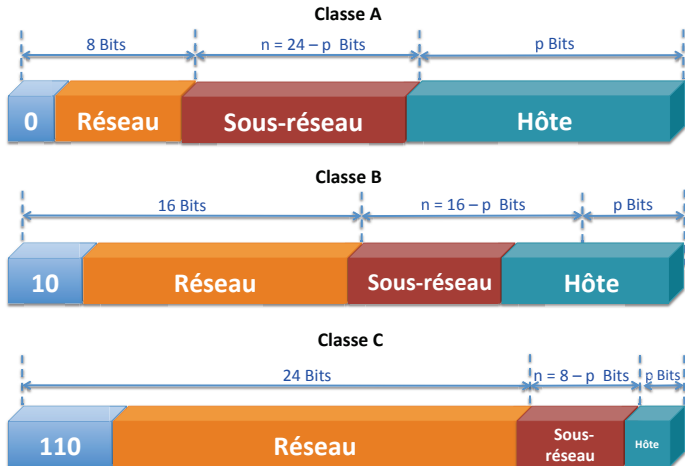 Classe A
8 Bits
n = 24 – p Bits
p Bits
0
Réseau
Sous-réseau
Hôte
Classe B
16 Bits
n = 16 – p Bits
p Bits
10
Réseau
Sous-réseau
Hôte
Classe C
24 Bits
n = 8 – p Bits
p Bits
110
Réseau
Sous-
réseau
Hôte